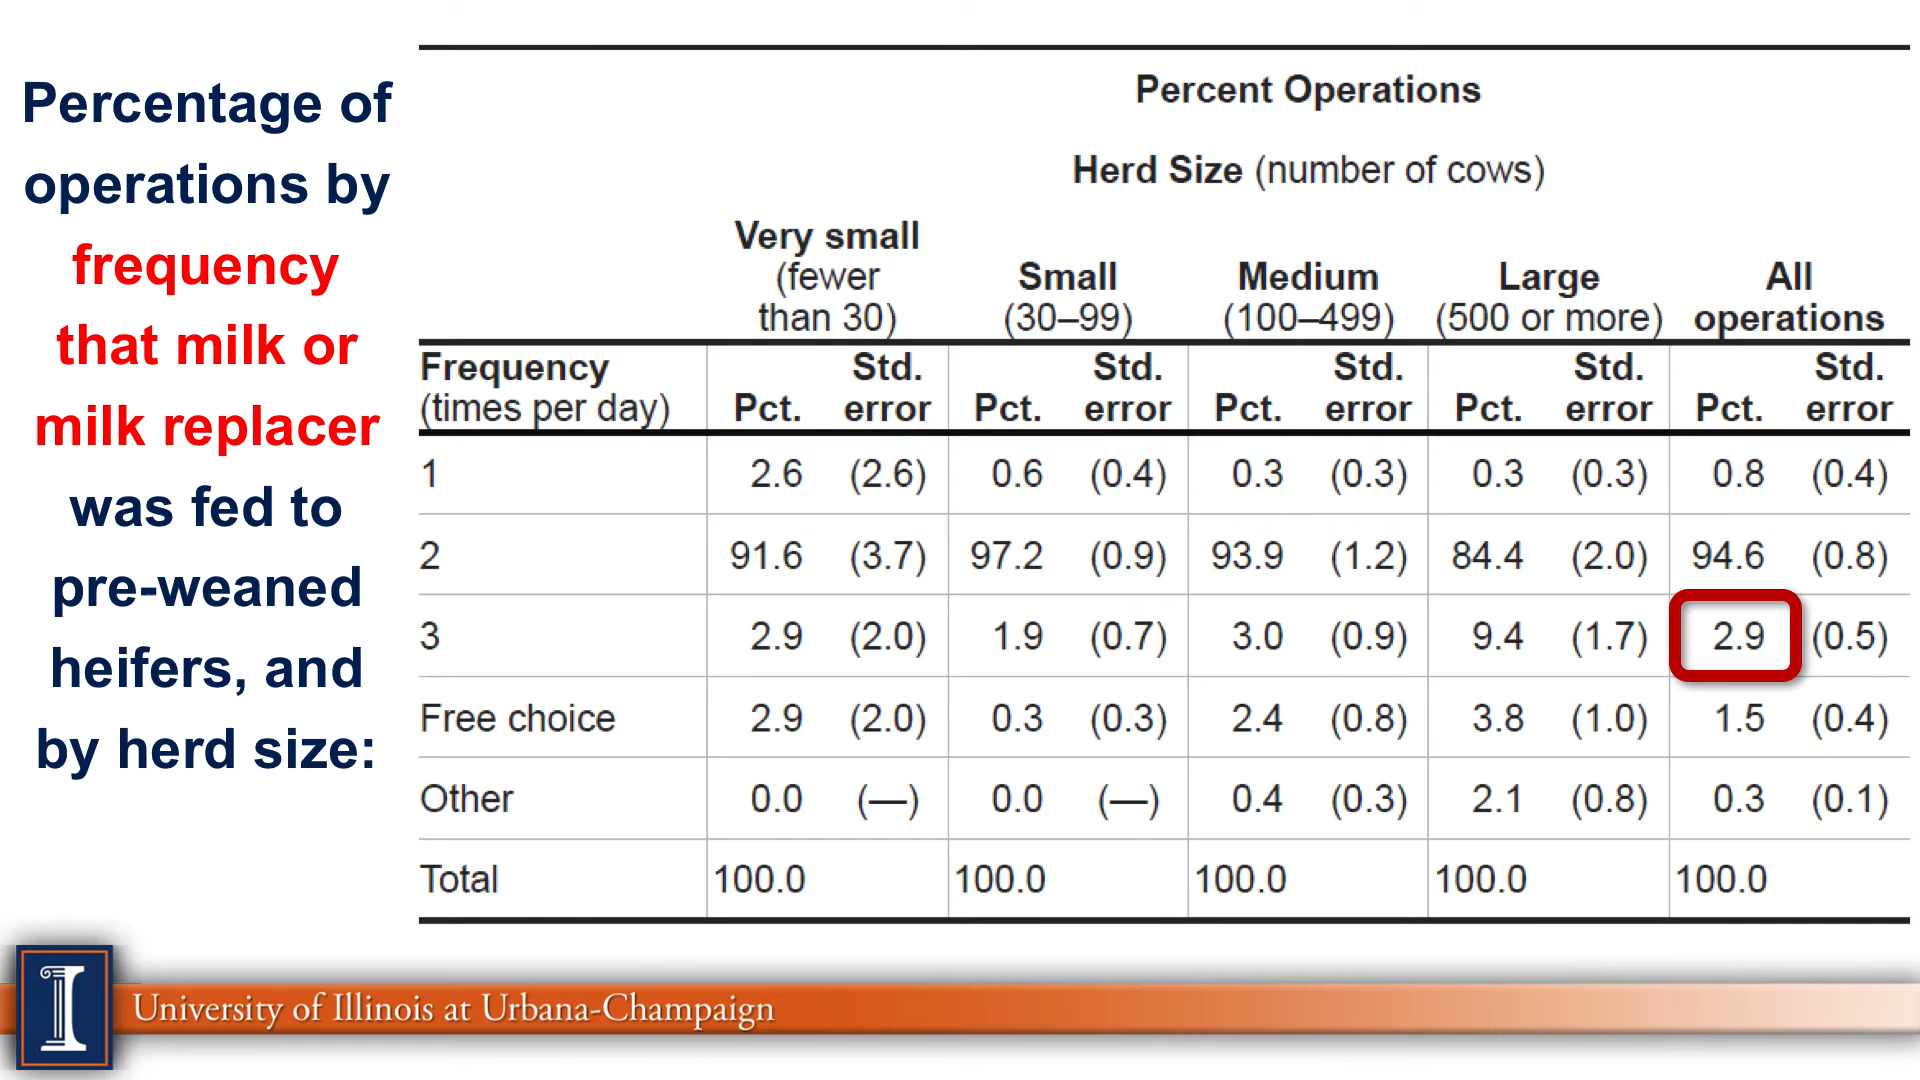 Percentage of
operations by
frequency
that milk or
milk replacer
was fed to
pre-weaned
heifers, and
by herd size:
Percent Operations
Herd Size (number of cows)
Very small (fewer than 30) Small (30–99) Medium (100–499) Large (500 or more) All operations
Frequency (times per day) Pct. Std. error Pct. Std. error Pct. Std. error Pct. Std. error Pct. Std. error
1 2.6 (2.6) 0.6 (0.4) 0.3 (0.3) 0.3 (0.3) 0.8 (0.4)
2 91.6 (3.7) 97.2 (0.9) 93.9 (1.2) 84.4 (2.0) 94.6 (0.8)
3 2.9 (2.0) 1.9 (0.7) 3.0 (0.9) 9.4 (1.7) 2.9 (0.5)
Free choice 2.9 (2.0) 0.3 (0.3) 2.4 (0.8) 3.8 (1.0) 1.5 (0.4)
Other 0.0 (—) 0.0 (—) 0.4 (0.3) 2.1 (0.8) 0.3 (0.1)
Total 100.0 100.0 100.0 100.0 100.0
I University of Illinois at Urbana-Champaign